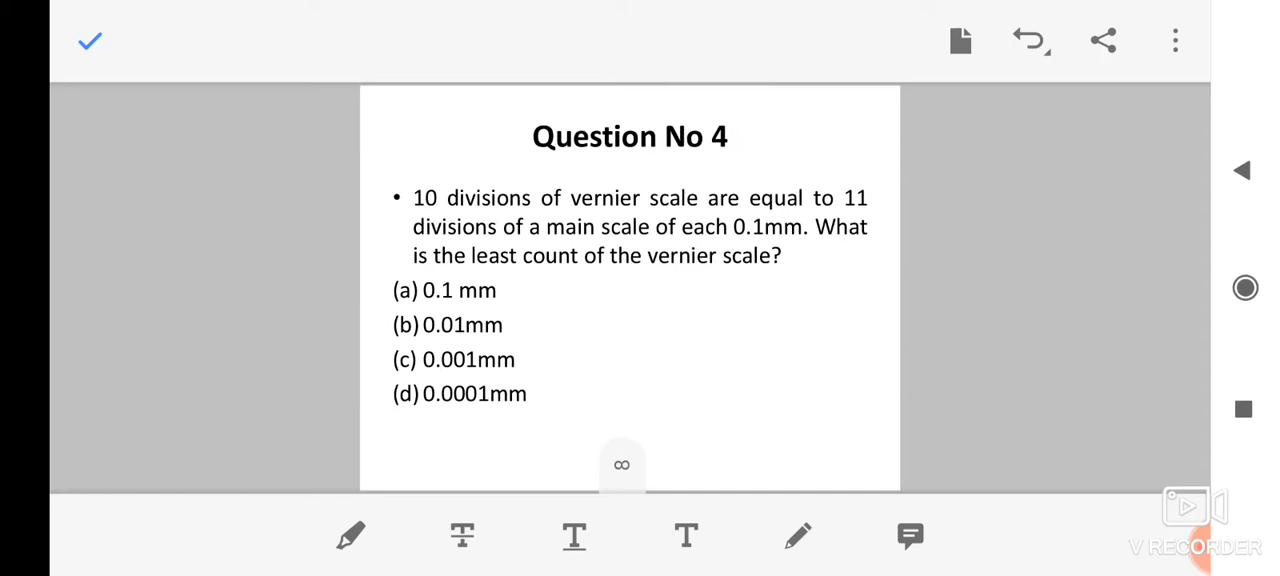 Question No 4
• 10 divisions of vernier scale are equal to 11
divisions of a main scale of each 0.1mm. What
is the least count of the vernier scale?
(a) 0.1 mm
(b) 0.01mm
(c) 0.001mm
(d) 0.0001mm
∞
T T T
V RECORDER